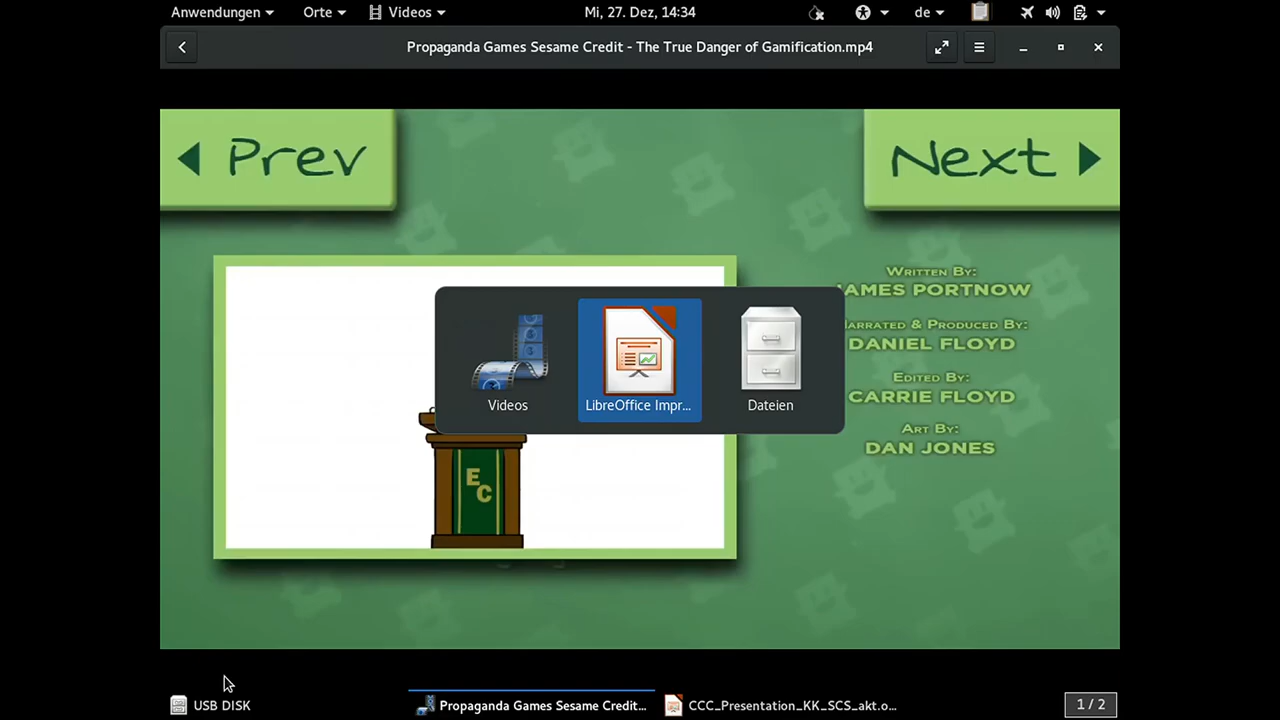 Anwendungen Orte Videos Mi, 27. Dez, 14:34 de
Propaganda Games Sesame Credit - The True Danger of Gamification.mp4
Prev Next
WRITTEN BY:
JAMES PORTNOW
NARRATED & PRODUCED BY:
DANIEL FLOYD
EDITED BY:
CARRIE FLOYD
ART BY:
DAN JONES
Videos LibreOffice Impr... Dateien
E
C
USB DISK Propaganda Games Sesame Credit... CCC_Presentation_KK_SCS_akt.o... 1 / 2